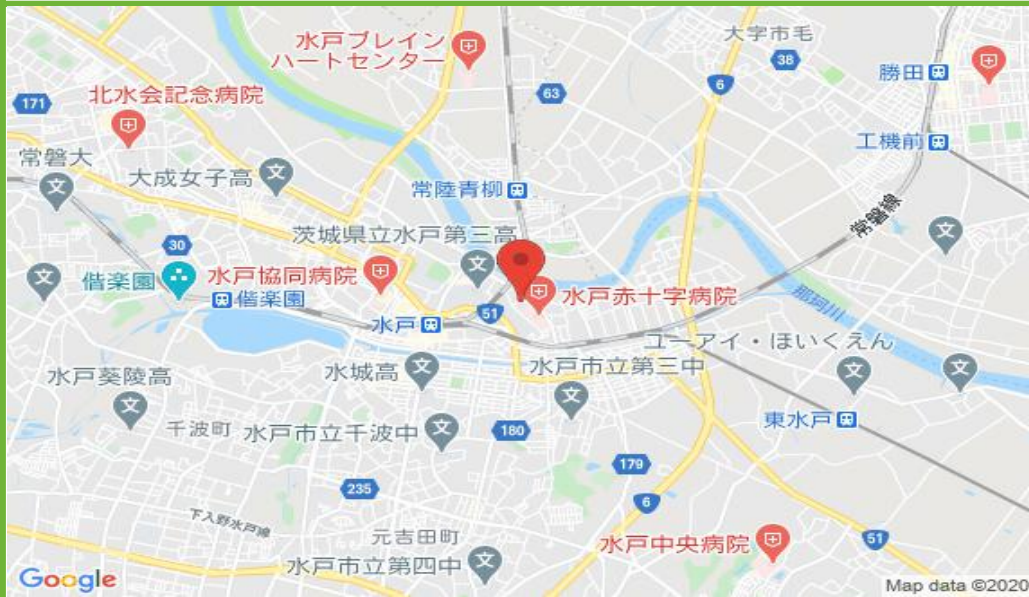 水戸ブレイン
ハートセンター
大字市毛
38
6
勝田
171
北水会記念病院
63
工機前
常磐大
大成女子高
常陸青柳
常磐線
茨城県立水戸第三高
30
偕楽園
水戸協同病院
水戸赤十字病院
那珂川
偕楽園
51
水戸
ユーアイ・ほいくえん
水城高
水戸市立第三中
水戸葵陵高
東水戸
千波町
水戸市立千波中
180
179
235
6
下入野水戸線
元吉田町
水戸中央病院
51
水戸市立第四中
Google
Map data ©2020